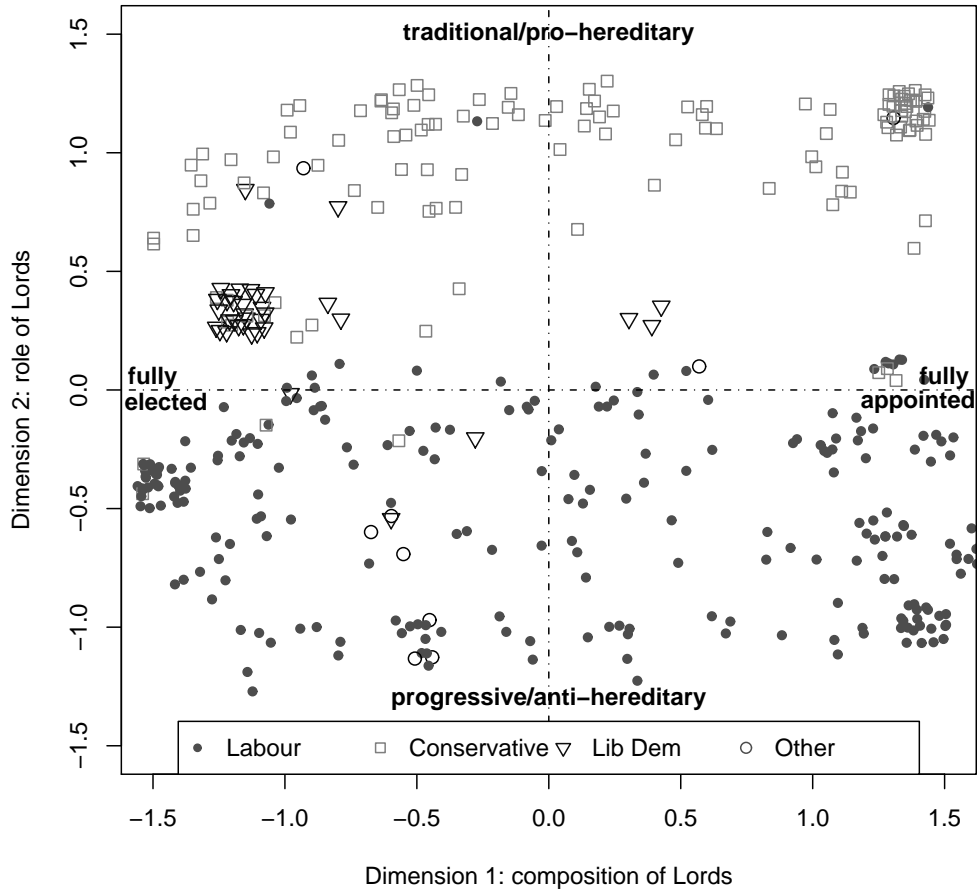 traditional/pro−hereditary
1.5
1.0
0.5
0.0
−0.5
−1.0
−1.5
Dimension 2: role of Lords
fully
elected
fully
appointed
progressive/anti−hereditary
Labour
Conservative
Lib Dem
Other
−1.5
−1.0
−0.5
0.0
0.5
1.0
1.5
Dimension 1: composition of Lords